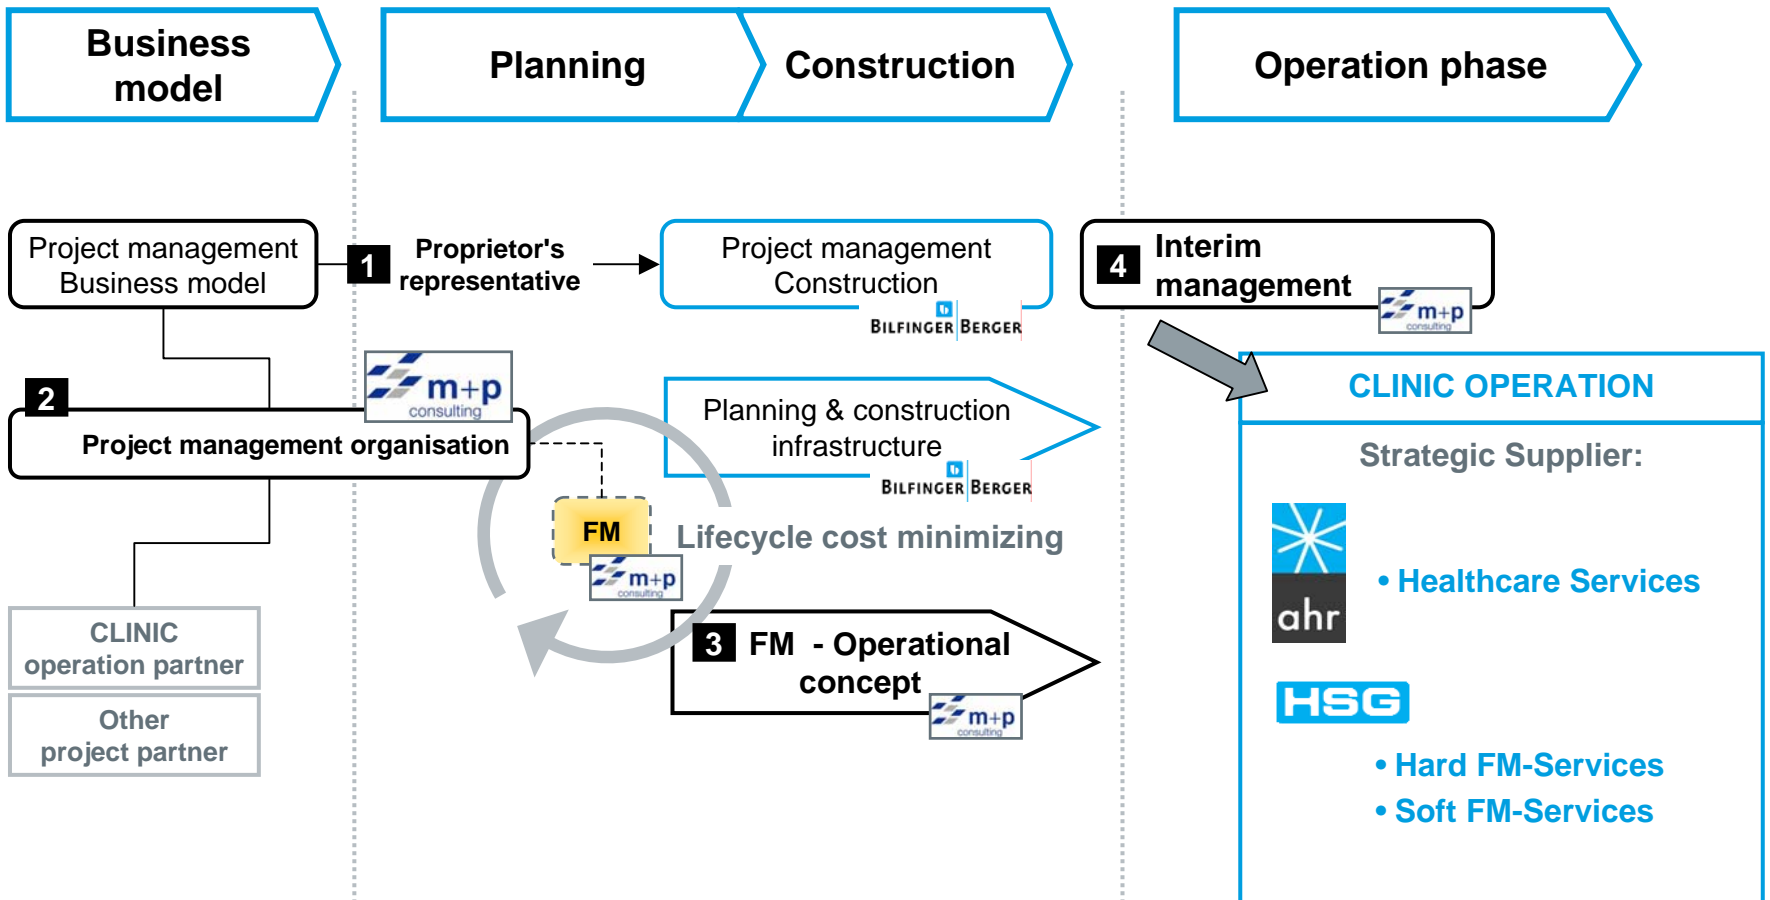 Business
model
Planning
Construction
Operation phase
Project management
Business model
1
Proprietor's
representative
Project management
Construction
BILFINGER BERGER
4
Interim
management
m+p
consulting
2
m+p
consulting
Project management organisation
Planning & construction
infrastructure
BILFINGER BERGER
FM
m+p
consulting
Lifecycle cost minimizing
3
FM - Operational
concept
m+p
consulting
CLINIC
operation partner
Other
project partner
CLINIC OPERATION
Strategic Supplier:
ahr
• Healthcare Services
HSG
• Hard FM-Services
• Soft FM-Services